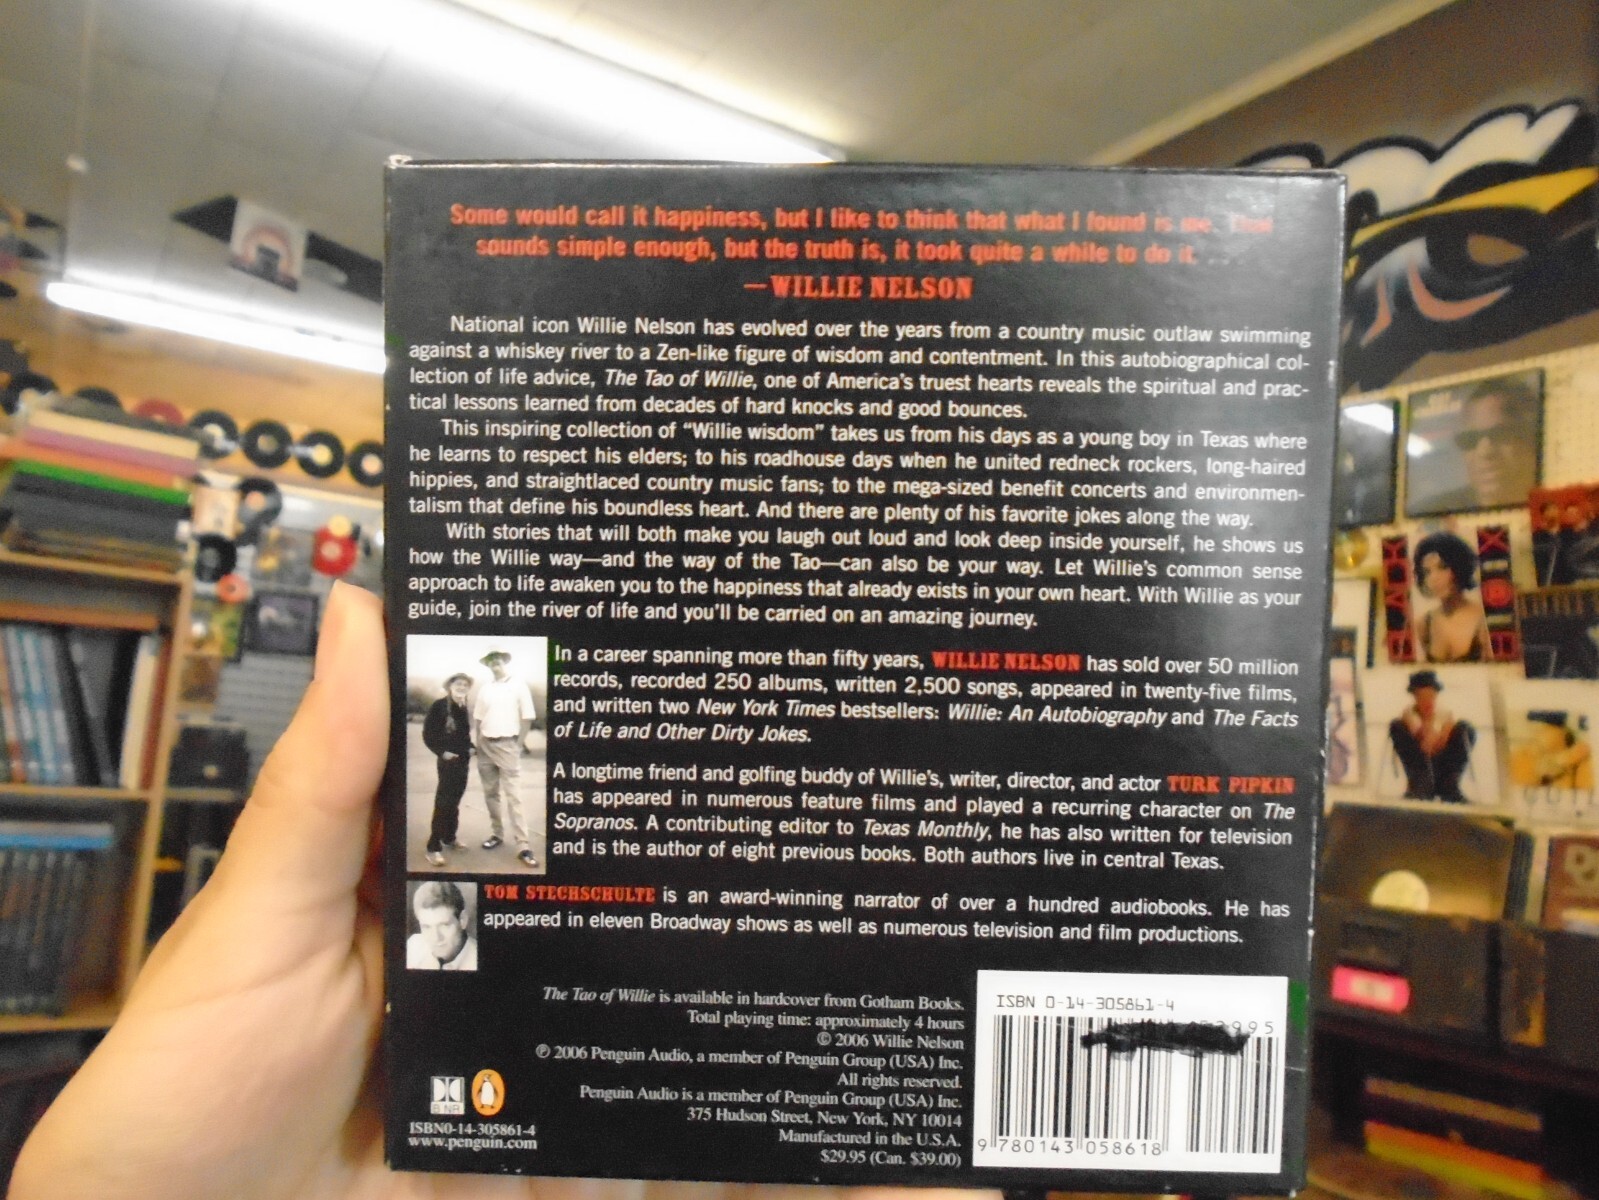 Some would call it happiness, but I like to think that what I found is me. That
sounds simple enough, but the truth is, it took quite a while to do it. . . .
—WILLIE NELSON
National icon Willie Nelson has evolved over the years from a country music outlaw swimming
against a whiskey river to a Zen-like figure of wisdom and contentment. In this autobiographical col-
lection of life advice, The Tao of Willie, one of America's truest hearts reveals the spiritual and prac-
tical lessons learned from decades of hard knocks and good bounces.
This inspiring collection of "Willie wisdom" takes us from his days as a young boy in Texas where
he learns to respect his elders; to his roadhouse days when he united redneck rockers, long-haired
hippies, and straightlaced country music fans; to the mega-sized benefit concerts and environmen-
talism that define his boundless heart. And there are plenty of his favorite jokes along the way.
With stories that will both make you laugh out loud and look deep inside yourself, he shows us
how the Willie way—and the way of the Tao—can also be your way. Let Willie's common sense
approach to life awaken you to the happiness that already exists in your own heart. With Willie as your
guide, join the river of life and you'll be carried on an amazing journey.
In a career spanning more than fifty years, WILLIE NELSON has sold over 50 million
records, recorded 250 albums, written 2,500 songs, appeared in twenty-five films,
and written two New York Times bestsellers: Willie: An Autobiography and The Facts
of Life and Other Dirty Jokes.
A longtime friend and golfing buddy of Willie's, writer, director, and actor TURK PIPKIN
has appeared in numerous feature films and played a recurring character on The
Sopranos. A contributing editor to Texas Monthly, he has also written for television
and is the author of eight previous books. Both authors live in central Texas.
TOM STECHSCHULTE is an award-winning narrator of over a hundred audiobooks. He has
appeared in eleven Broadway shows as well as numerous television and film productions.
The Tao of Willie is available in hardcover from Gotham Books.
Total playing time: approximately 4 hours
© 2006 Willie Nelson
℗ 2006 Penguin Audio, a member of Penguin Group (USA) Inc.
All rights reserved.
Penguin Audio is a member of Penguin Group (USA) Inc.
375 Hudson Street, New York, NY 10014
Manufactured in the U.S.A.
$29.95 (Can. $39.00)
B NR
ISBN0-14-305861-4
www.penguin.com
ISBN 0-14-305861-4
9 780143 058618